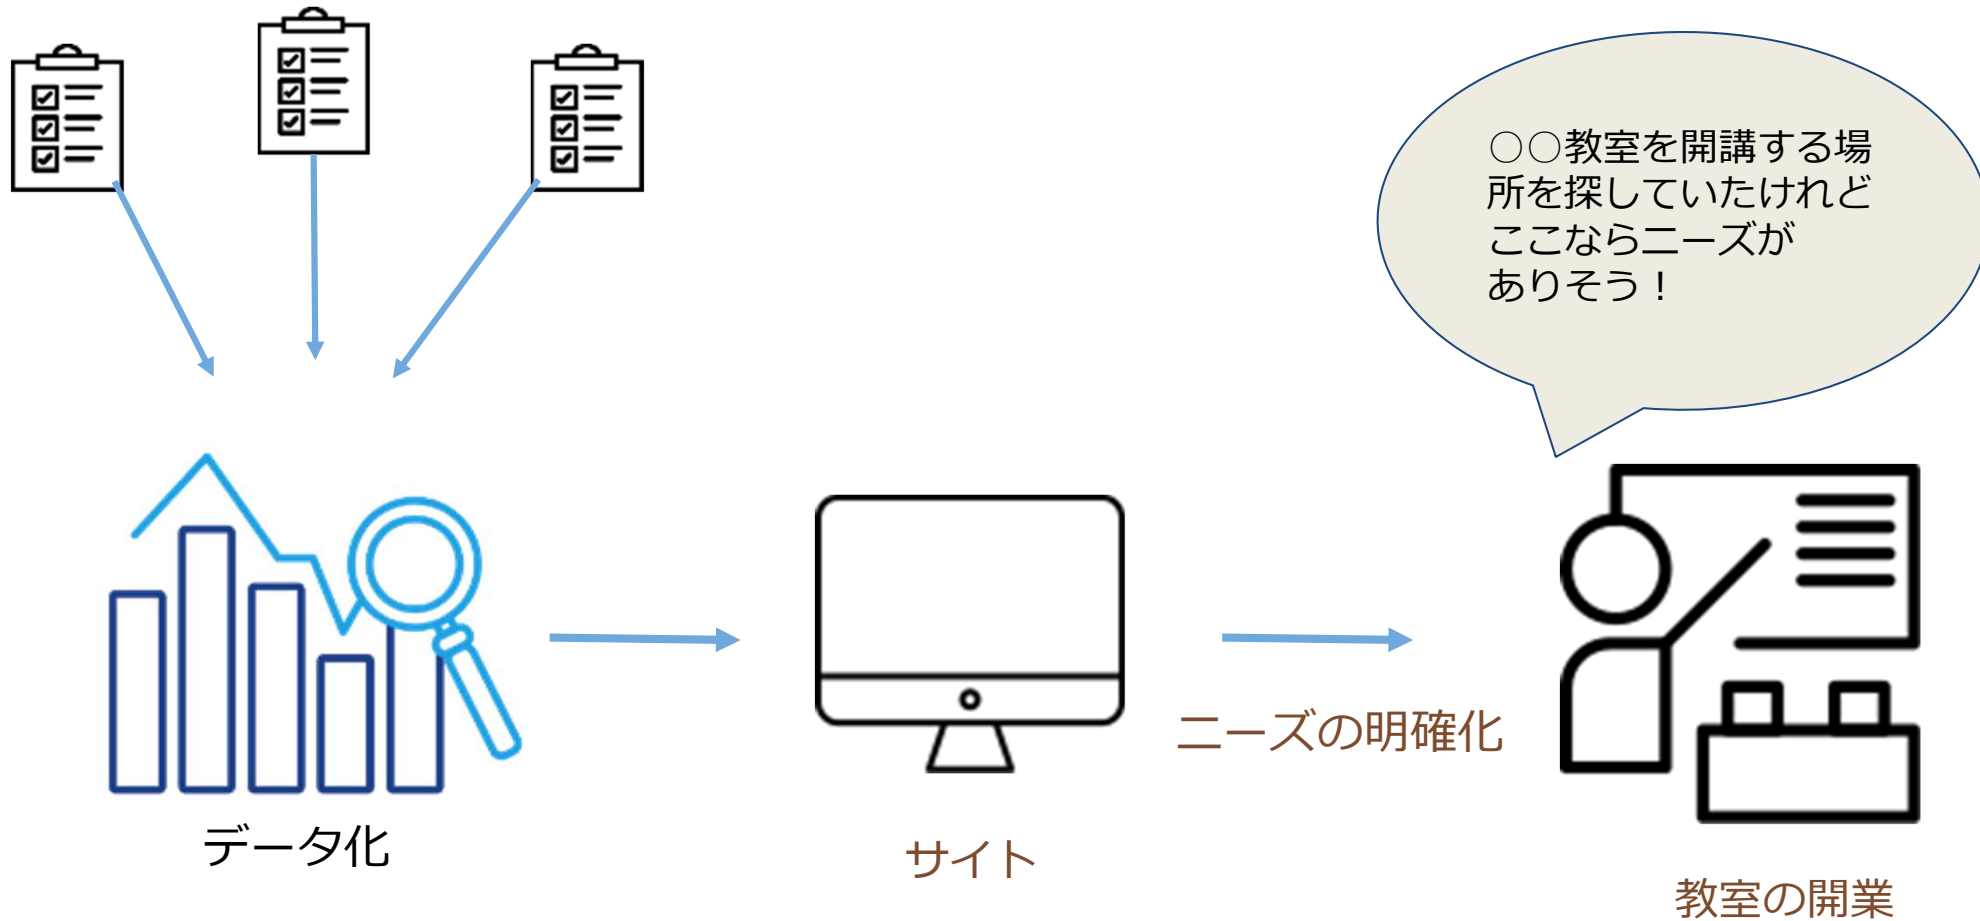 ○○教室を開講する場
所を探していたけれど
ここならニーズが
ありそう！
ニーズの明確化
データ化
サイト
教室の開業